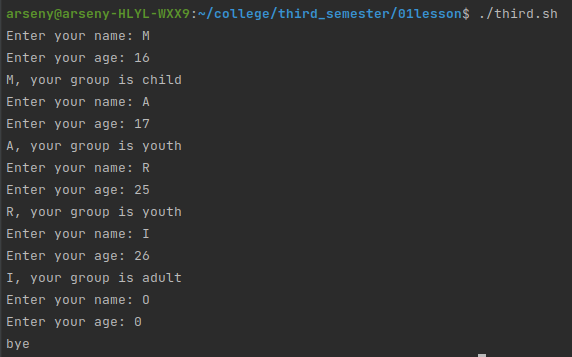 arseny@arseny-HLYL-WXX9:~/college/third_semester/01lesson$ ./third.sh
Enter your name: M
Enter your age: 16
M, your group is child
Enter your name: A
Enter your age: 17
A, your group is youth
Enter your name: R
Enter your age: 25
R, your group is youth
Enter your name: I
Enter your age: 26
I, your group is adult
Enter your name: O
Enter your age: 0
bye